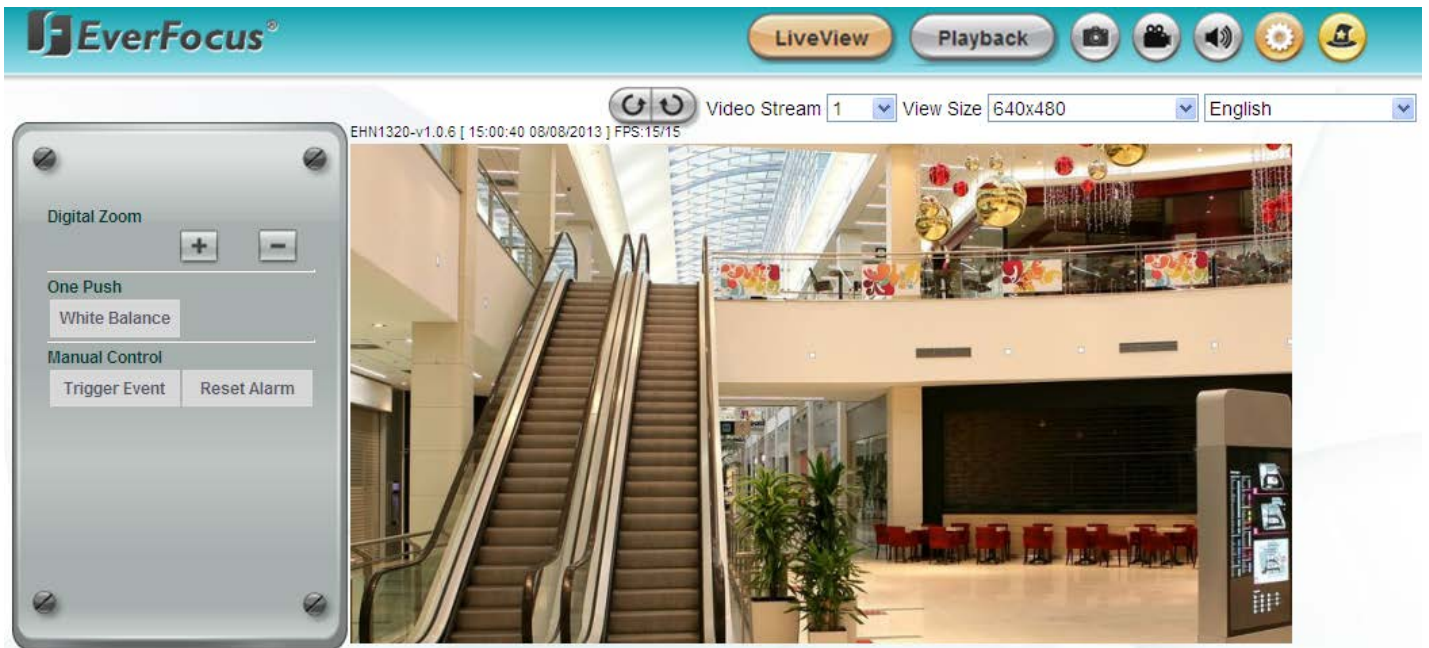 EverFocus®
LiveView
Playback
Video Stream 1 View Size 640x480 English
EHN1320-v1.0.6 [ 15:00:40 08/08/2013 ] FPS:15/15
Digital Zoom
+ -
One Push
White Balance
Manual Control
Trigger Event Reset Alarm